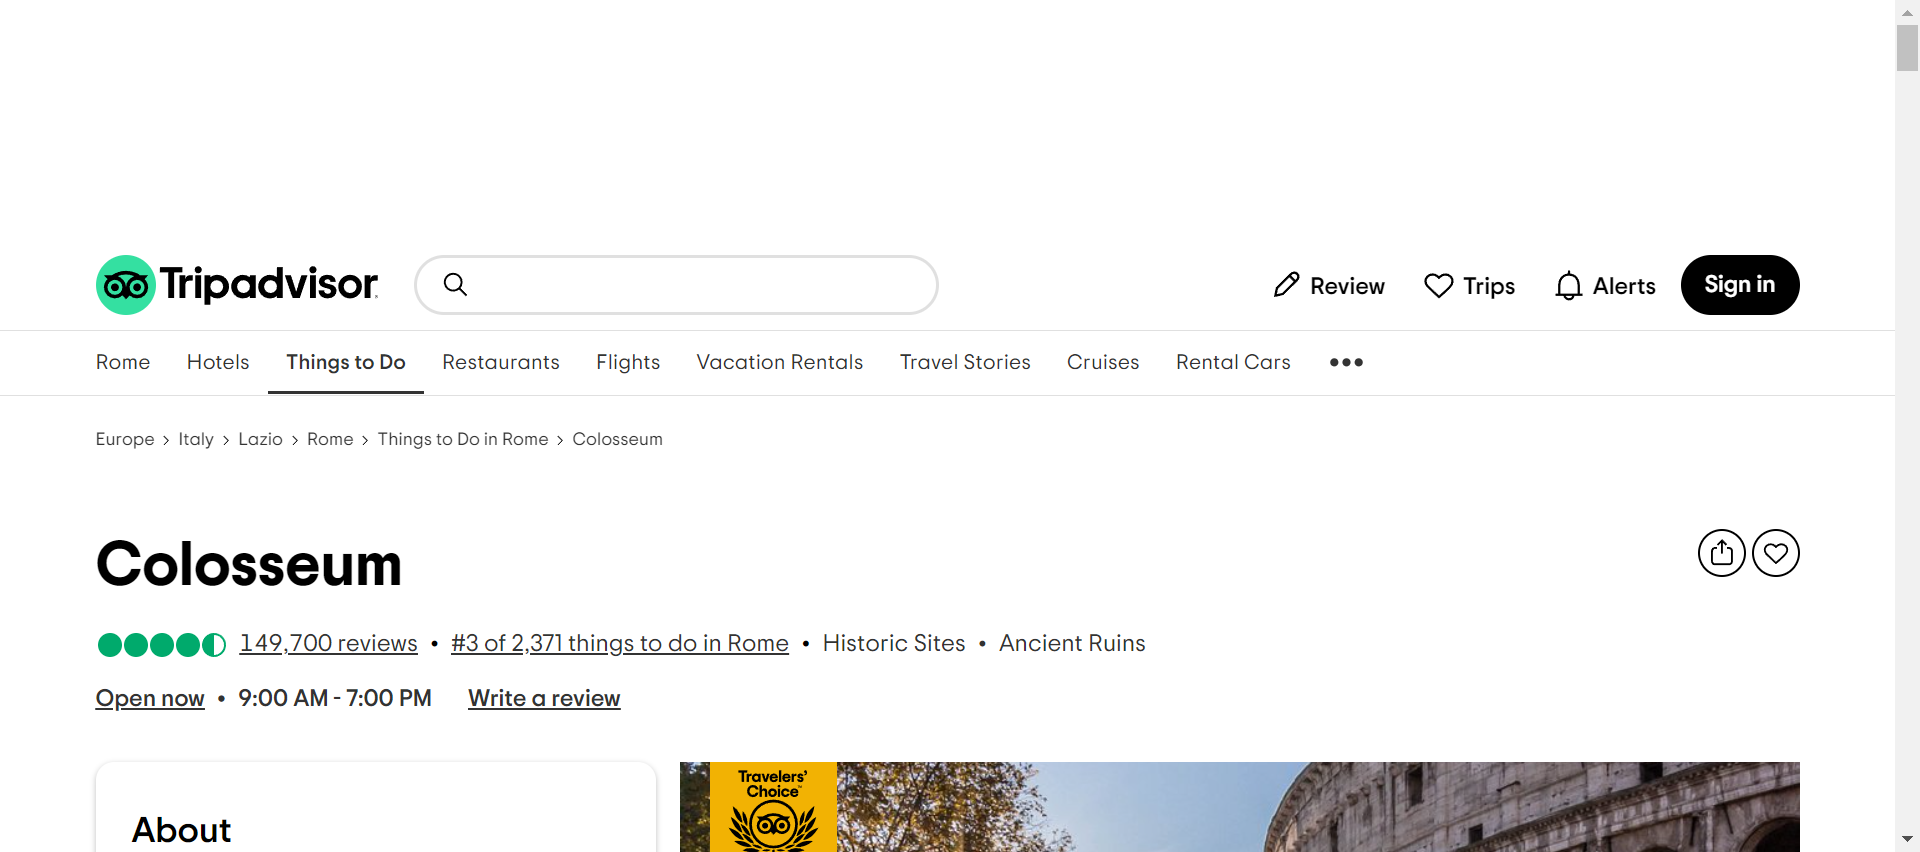 Tripadvisor
Review Trips Alerts Sign in
Rome Hotels Things to Do Restaurants Flights Vacation Rentals Travel Stories Cruises Rental Cars •••
Europe > Italy > Lazio > Rome > Things to Do in Rome > Colosseum
Colosseum
149,700 reviews • #3 of 2,371 things to do in Rome • Historic Sites • Ancient Ruins
Open now • 9:00 AM - 7:00 PM Write a review
About
Travelers'
Choice